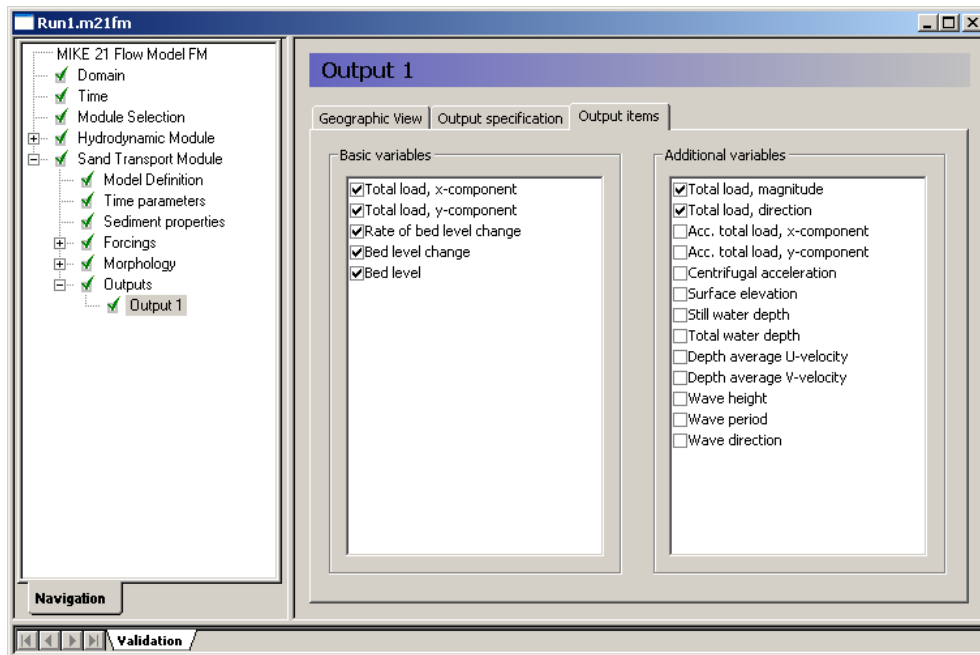 Run1.m21fm
MIKE 21 Flow Model FM
Domain
Time
Module Selection
Hydrodynamic Module
Sand Transport Module
Model Definition
Time parameters
Sediment properties
Forcings
Morphology
Outputs
Output 1
Navigation
Output 1
Geographic View
Output specification
Output items
Basic variables
Total load, x-component
Total load, y-component
Rate of bed level change
Bed level change
Bed level
Additional variables
Total load, magnitude
Total load, direction
Acc. total load, x-component
Acc. total load, y-component
Centrifugal acceleration
Surface elevation
Still water depth
Total water depth
Depth average U-velocity
Depth average V-velocity
Wave height
Wave period
Wave direction
Validation